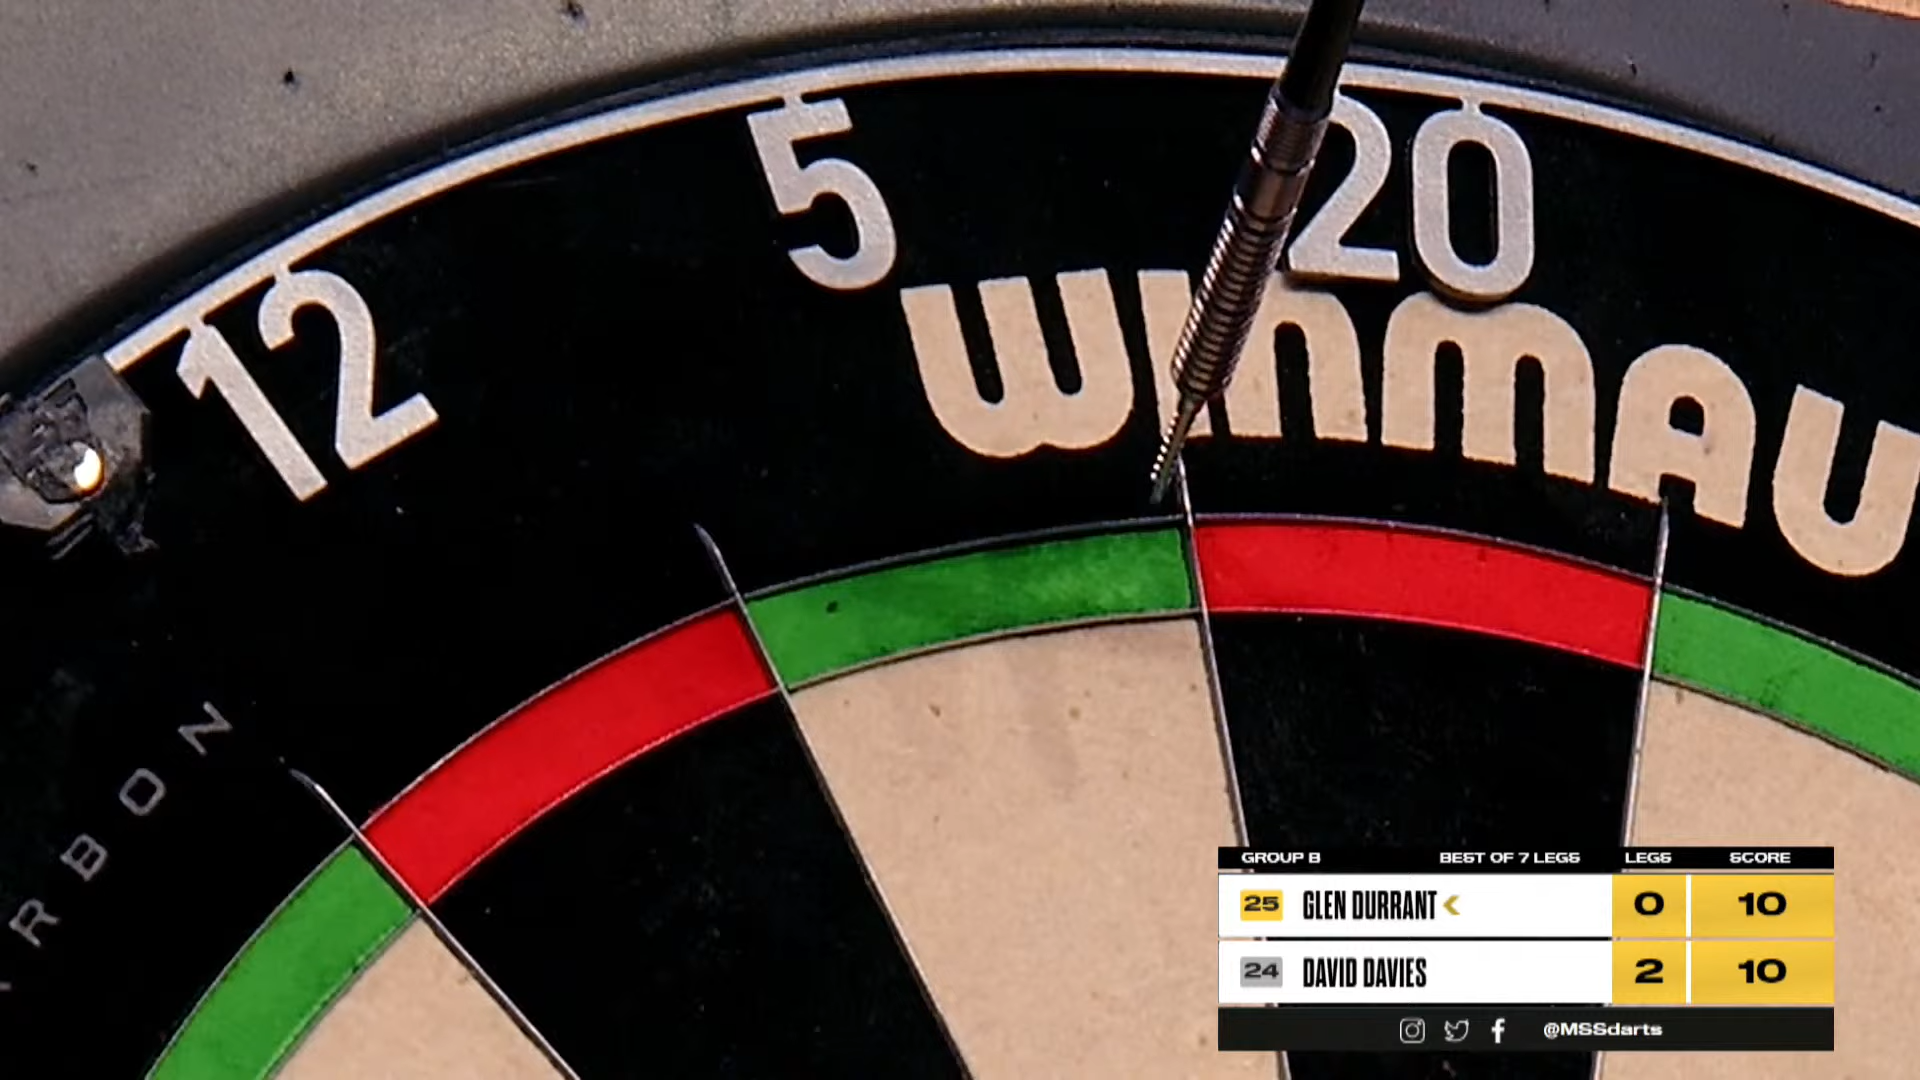 5
20
12
WINMAU
RBON
GROUP B BEST OF 7 LEGS LEGS SCORE
25 GLEN DURRANT 0 10
24 DAVID DAVIES 2 10
@MSSdarts